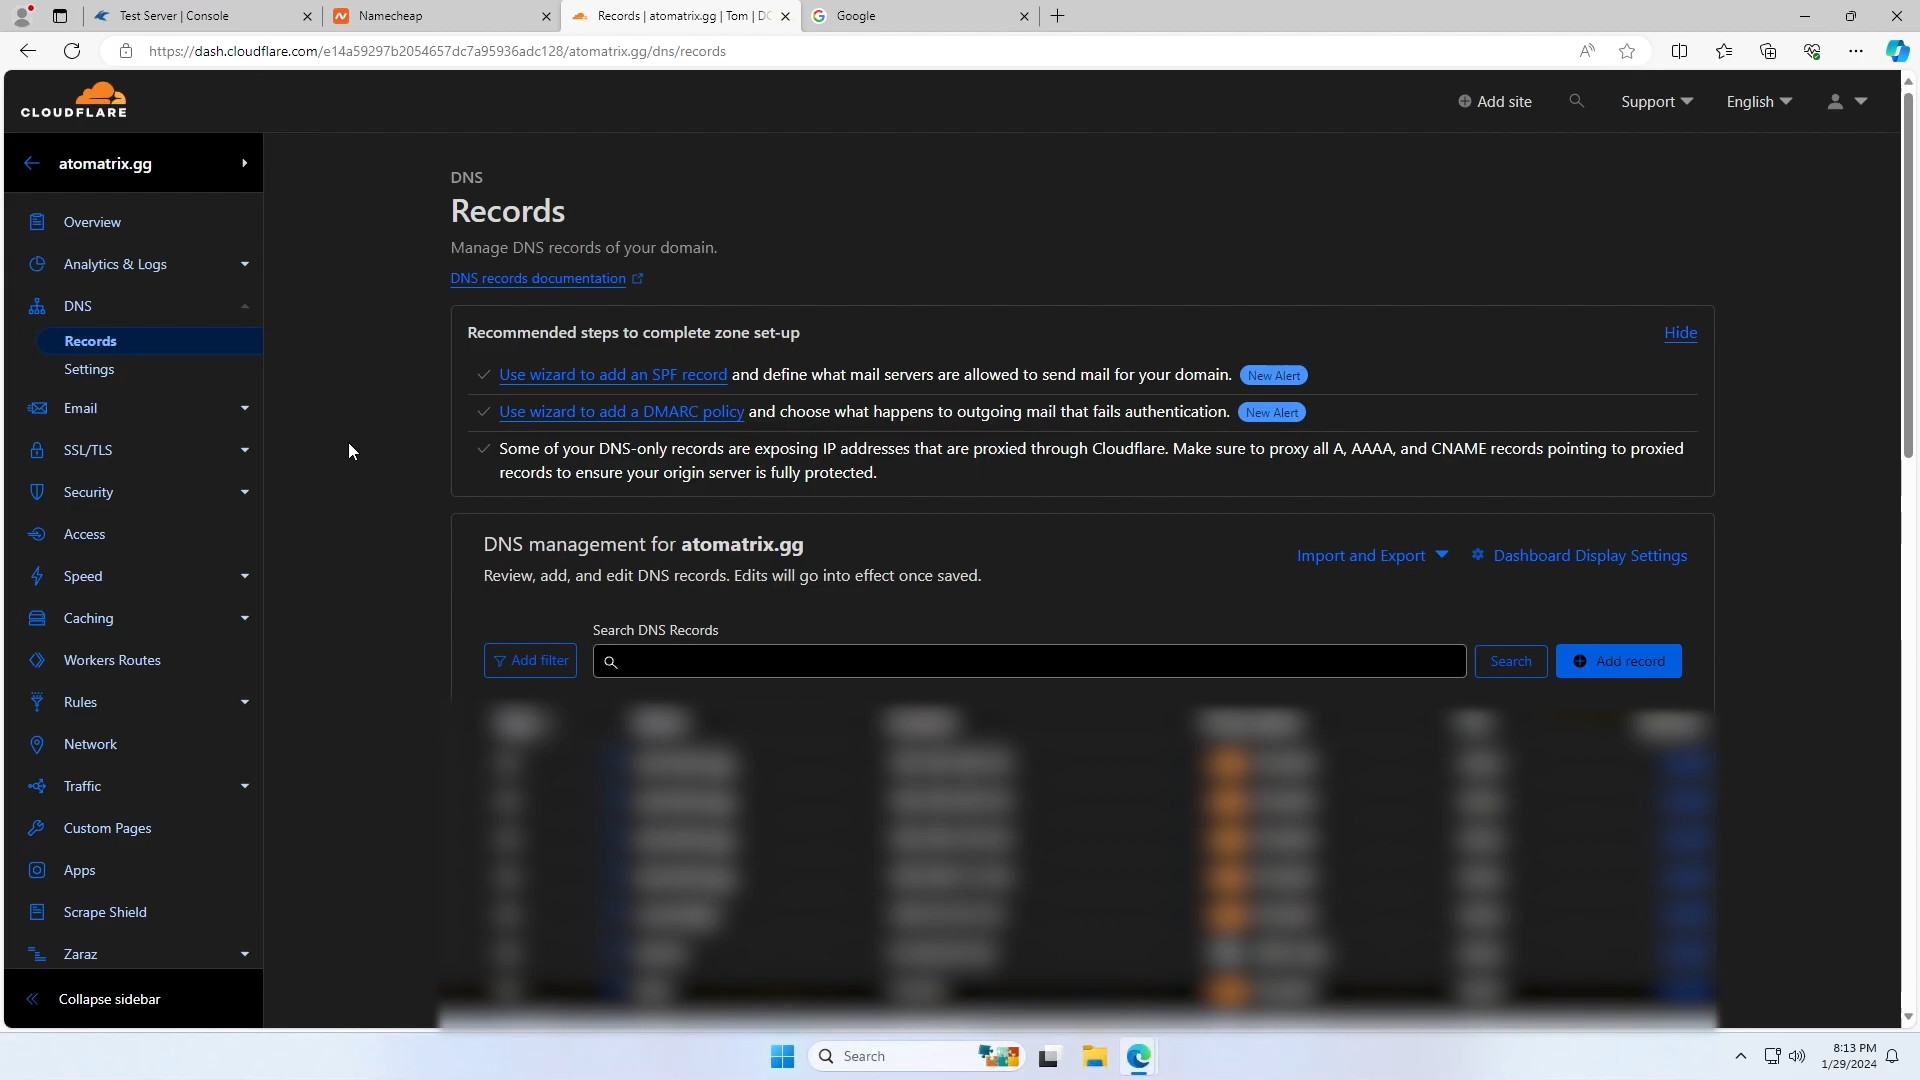 Test Server | Console
Namecheap
Records | atomatrix.gg | Tom | DC
Google
https://dash.cloudflare.com/e14a59297b2054657dc7a95936adc128/atomatrix.gg/dns/records
CLOUDFLARE
Add site
Support
English
atomatrix.gg
Overview
Analytics & Logs
DNS
Records
Settings
Email
SSL/TLS
Security
Access
Speed
Caching
Workers Routes
Rules
Network
Traffic
Custom Pages
Apps
Scrape Shield
Zaraz
Collapse sidebar
DNS
Records
Manage DNS records of your domain.
DNS records documentation
Recommended steps to complete zone set-up
Hide
Use wizard to add an SPF record and define what mail servers are allowed to send mail for your domain. New Alert
Use wizard to add a DMARC policy and choose what happens to outgoing mail that fails authentication. New Alert
Some of your DNS-only records are exposing IP addresses that are proxied through Cloudflare. Make sure to proxy all A, AAAA, and CNAME records pointing to proxied
records to ensure your origin server is fully protected.
DNS management for atomatrix.gg
Review, add, and edit DNS records. Edits will go into effect once saved.
Import and Export
Dashboard Display Settings
Search DNS Records
Add filter
Search
Add record
Search
8:13 PM
1/29/2024